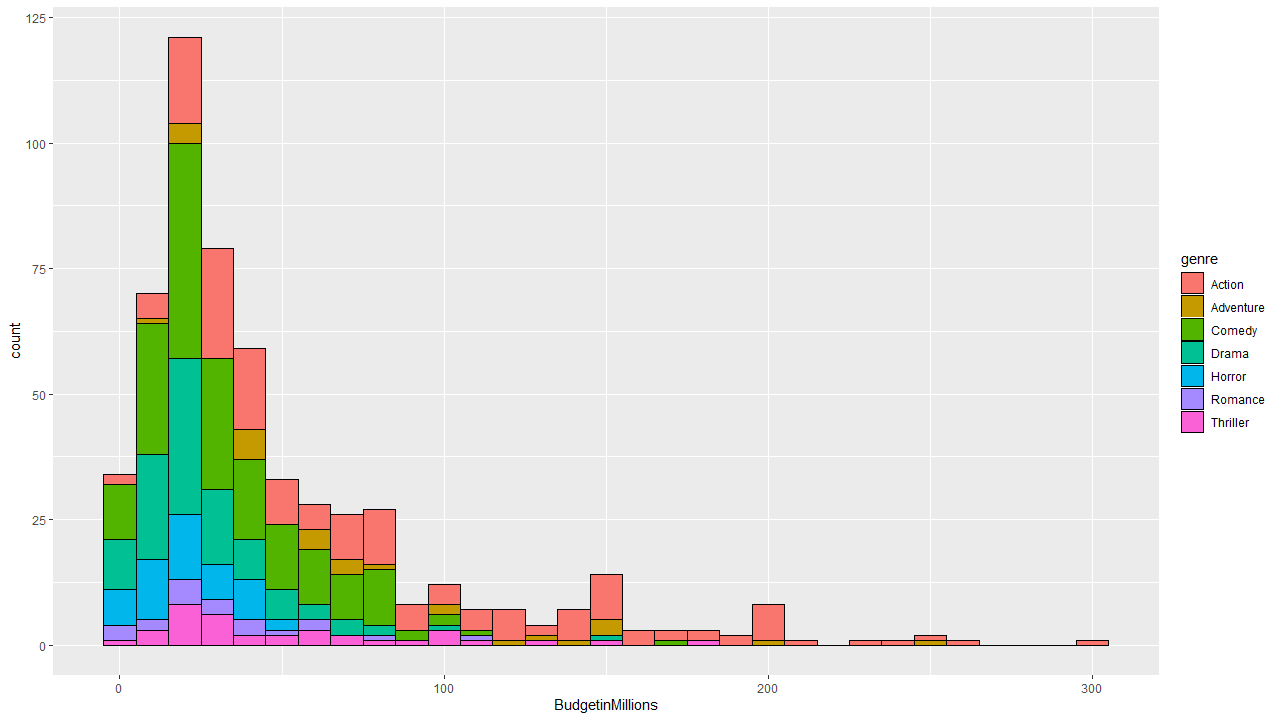 125
100
75
50
25
0
count
0 100 200 300
BudgetinMillions
genre
Action
Adventure
Comedy
Drama
Horror
Romance
Thriller